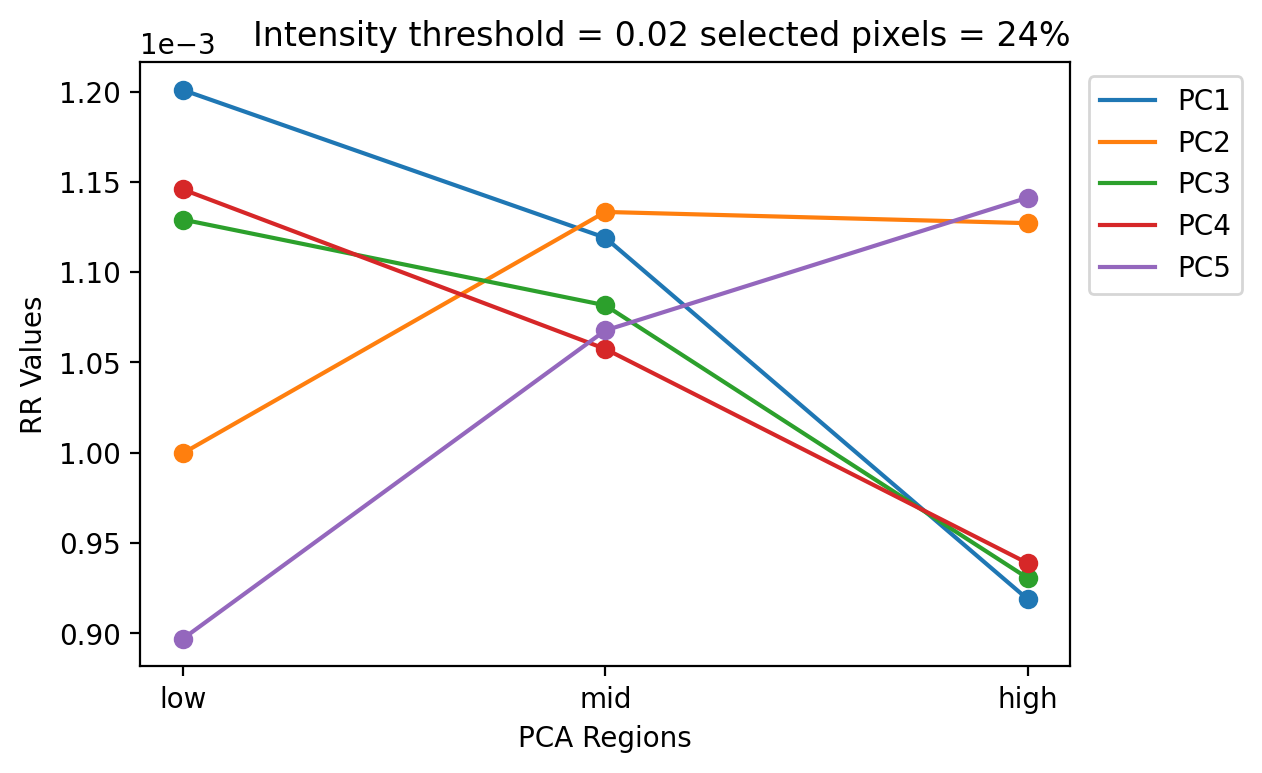 1e−3
Intensity threshold = 0.02 selected pixels = 24%
1.20
1.15
1.10
1.05
1.00
0.95
0.90
RR Values
low
mid
high
PCA Regions
PC1
PC2
PC3
PC4
PC5